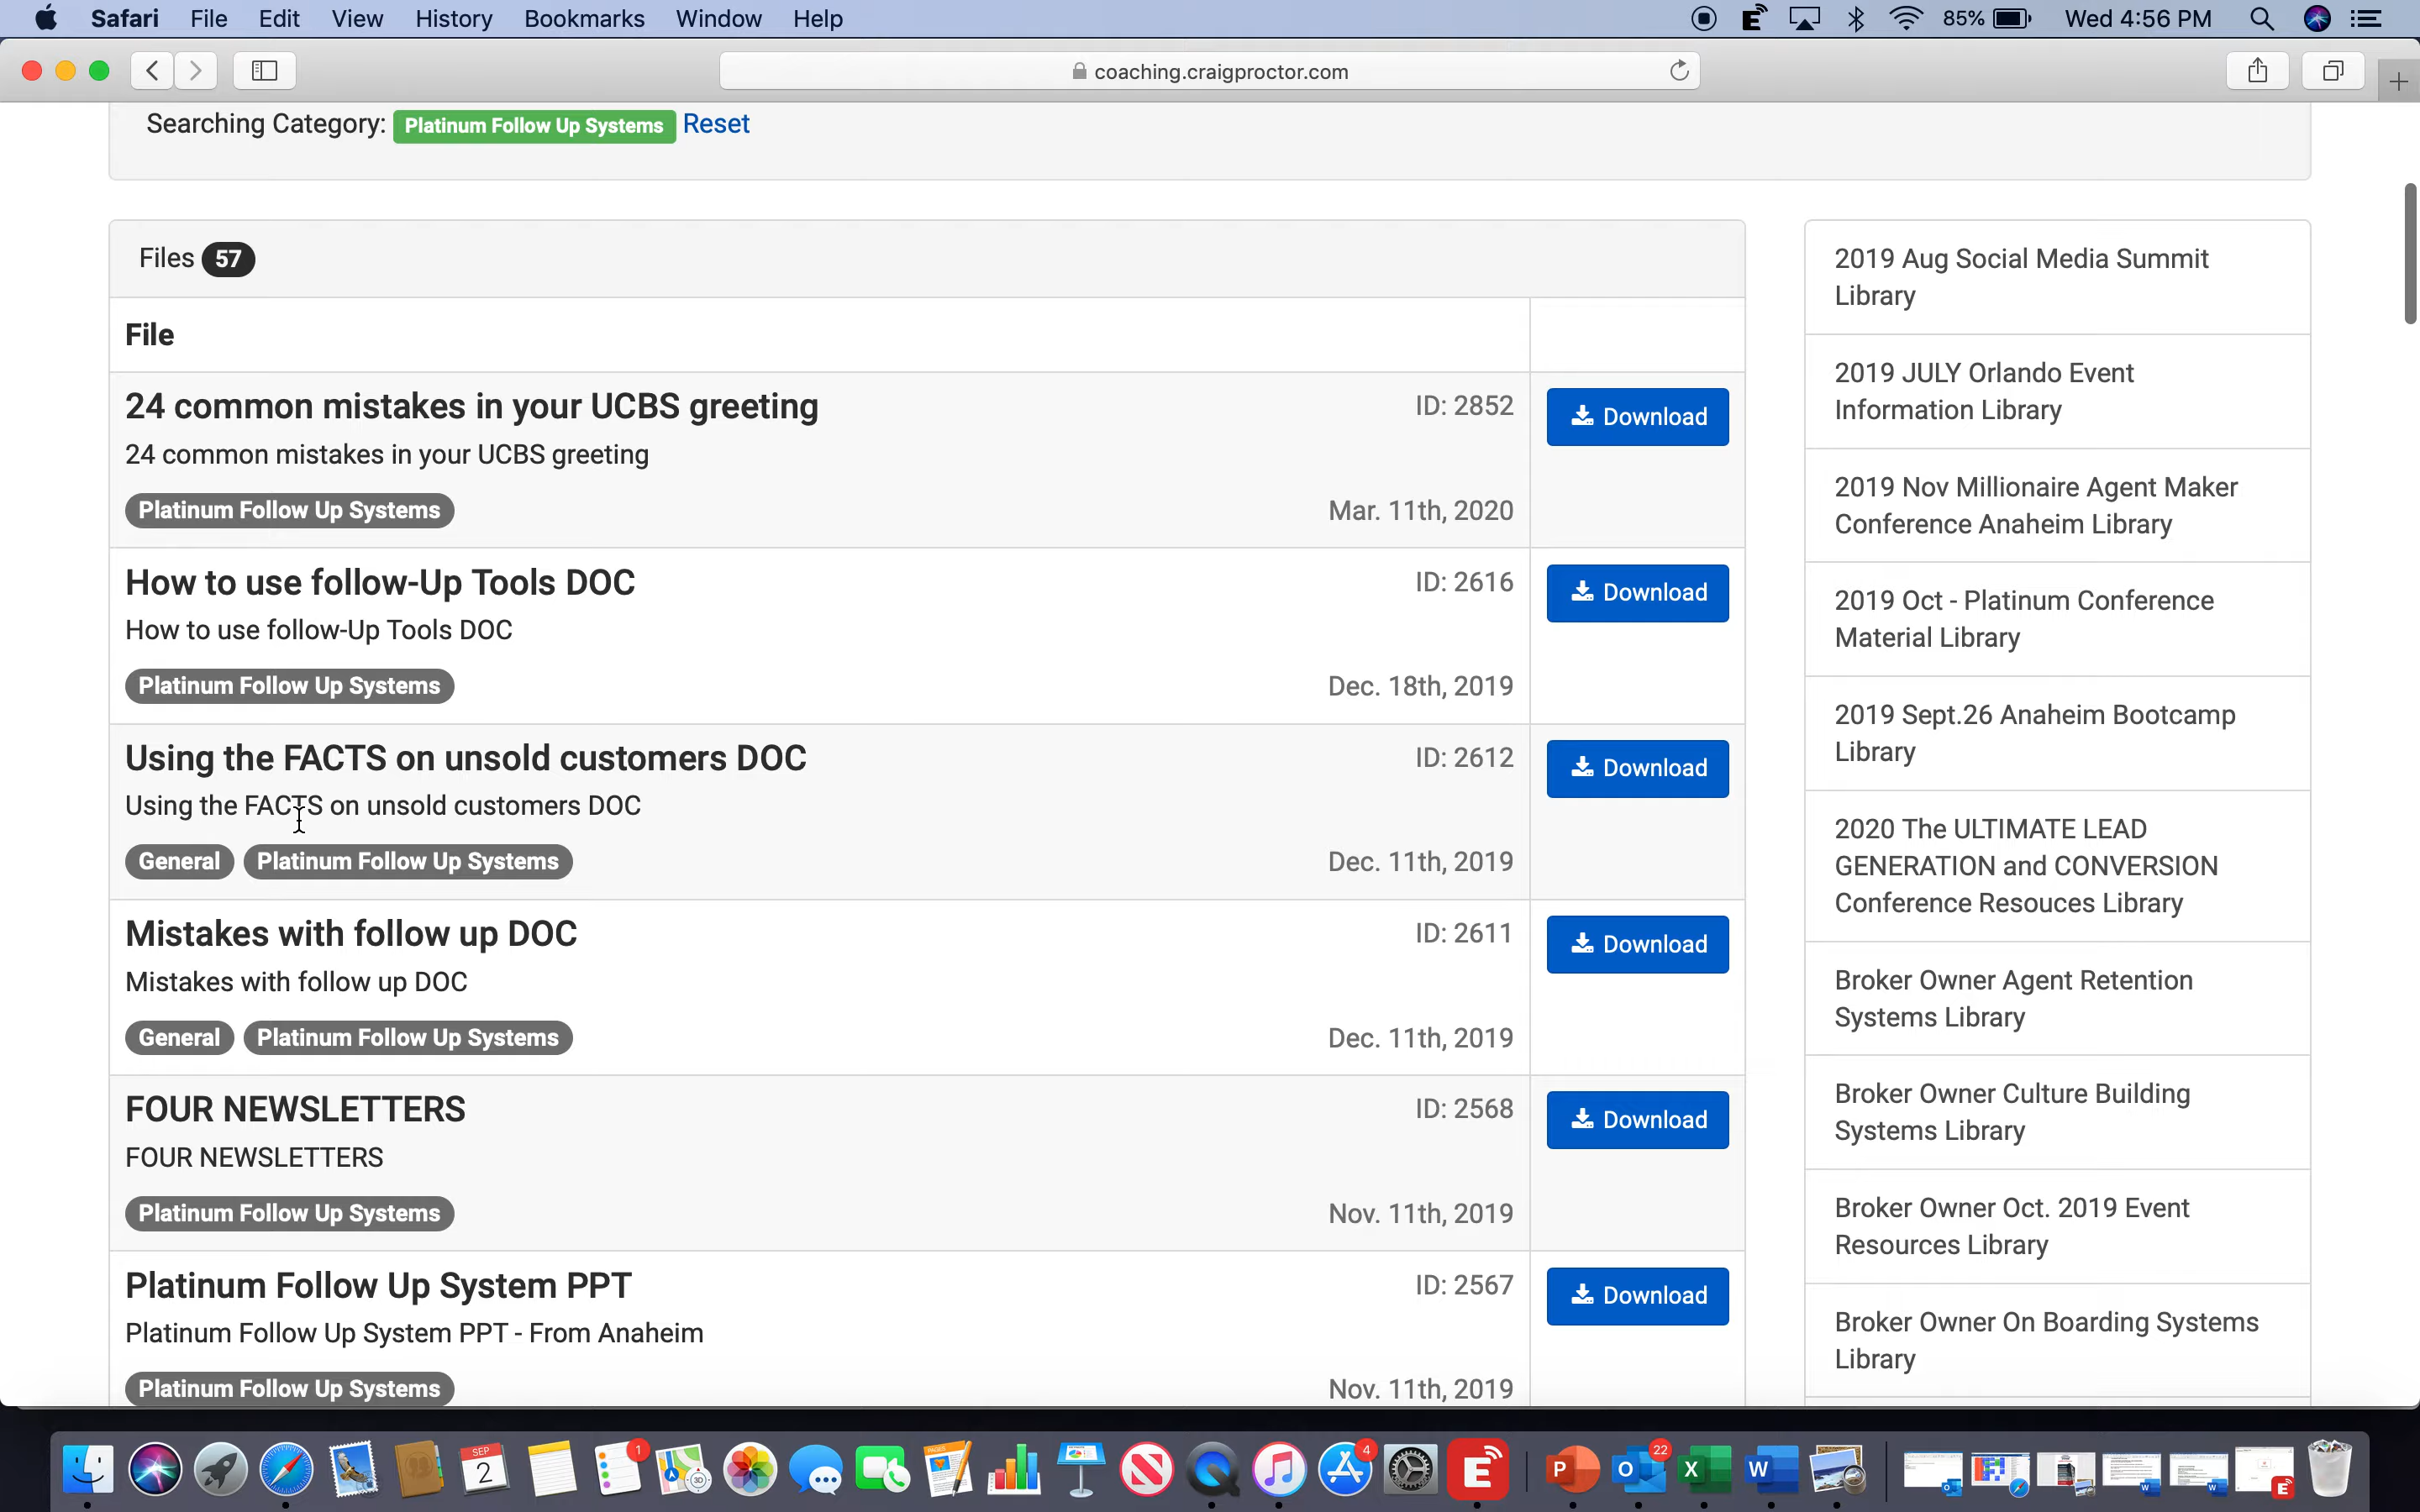 Safari File Edit View History Bookmarks Window Help 85% Wed 4:56 PM
coaching.craigproctor.com
Searching Category: Platinum Follow Up Systems Reset
Files 57
File
24 common mistakes in your UCBS greeting ID: 2852 Download
24 common mistakes in your UCBS greeting
Platinum Follow Up Systems Mar. 11th, 2020
How to use follow-Up Tools DOC ID: 2616 Download
How to use follow-Up Tools DOC
Platinum Follow Up Systems Dec. 18th, 2019
Using the FACTS on unsold customers DOC ID: 2612 Download
Using the FACTS on unsold customers DOC
General Platinum Follow Up Systems Dec. 11th, 2019
Mistakes with follow up DOC ID: 2611 Download
Mistakes with follow up DOC
General Platinum Follow Up Systems Dec. 11th, 2019
FOUR NEWSLETTERS ID: 2568 Download
FOUR NEWSLETTERS
Platinum Follow Up Systems Nov. 11th, 2019
Platinum Follow Up System PPT ID: 2567 Download
Platinum Follow Up System PPT - From Anaheim
Platinum Follow Up Systems Nov. 11th, 2019
2019 Aug Social Media Summit
Library
2019 JULY Orlando Event
Information Library
2019 Nov Millionaire Agent Maker
Conference Anaheim Library
2019 Oct - Platinum Conference
Material Library
2019 Sept.26 Anaheim Bootcamp
Library
2020 The ULTIMATE LEAD
GENERATION and CONVERSION
Conference Resouces Library
Broker Owner Agent Retention
Systems Library
Broker Owner Culture Building
Systems Library
Broker Owner Oct. 2019 Event
Resources Library
Broker Owner On Boarding Systems
Library
SEP
2
1
3D
PAGES
4
E
P
O
22
X
W